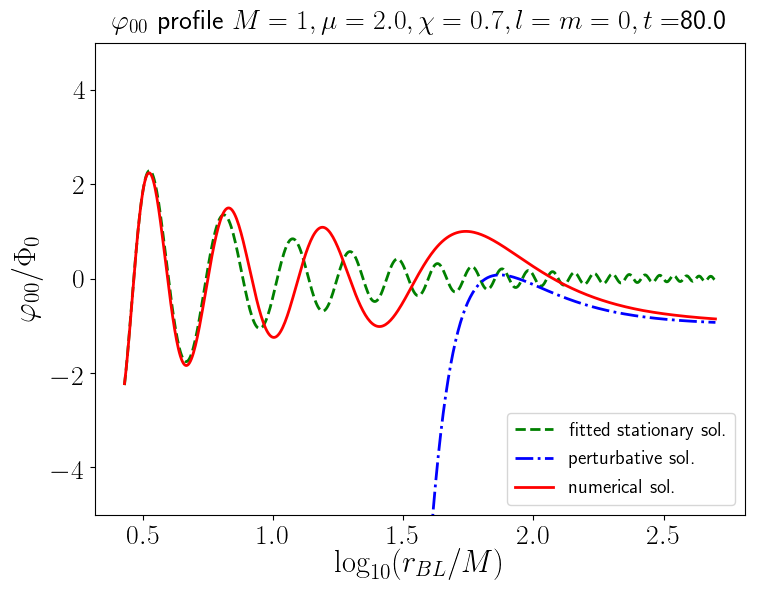 φ₀₀ profile M = 1, μ = 2.0, χ = 0.7, l = m = 0, t =80.0
φ₀₀/Φ₀
4
2
0
−2
−4
fitted stationary sol.
perturbative sol.
numerical sol.
0.5 1.0 1.5 2.0 2.5
log₁₀(r_BL/M)